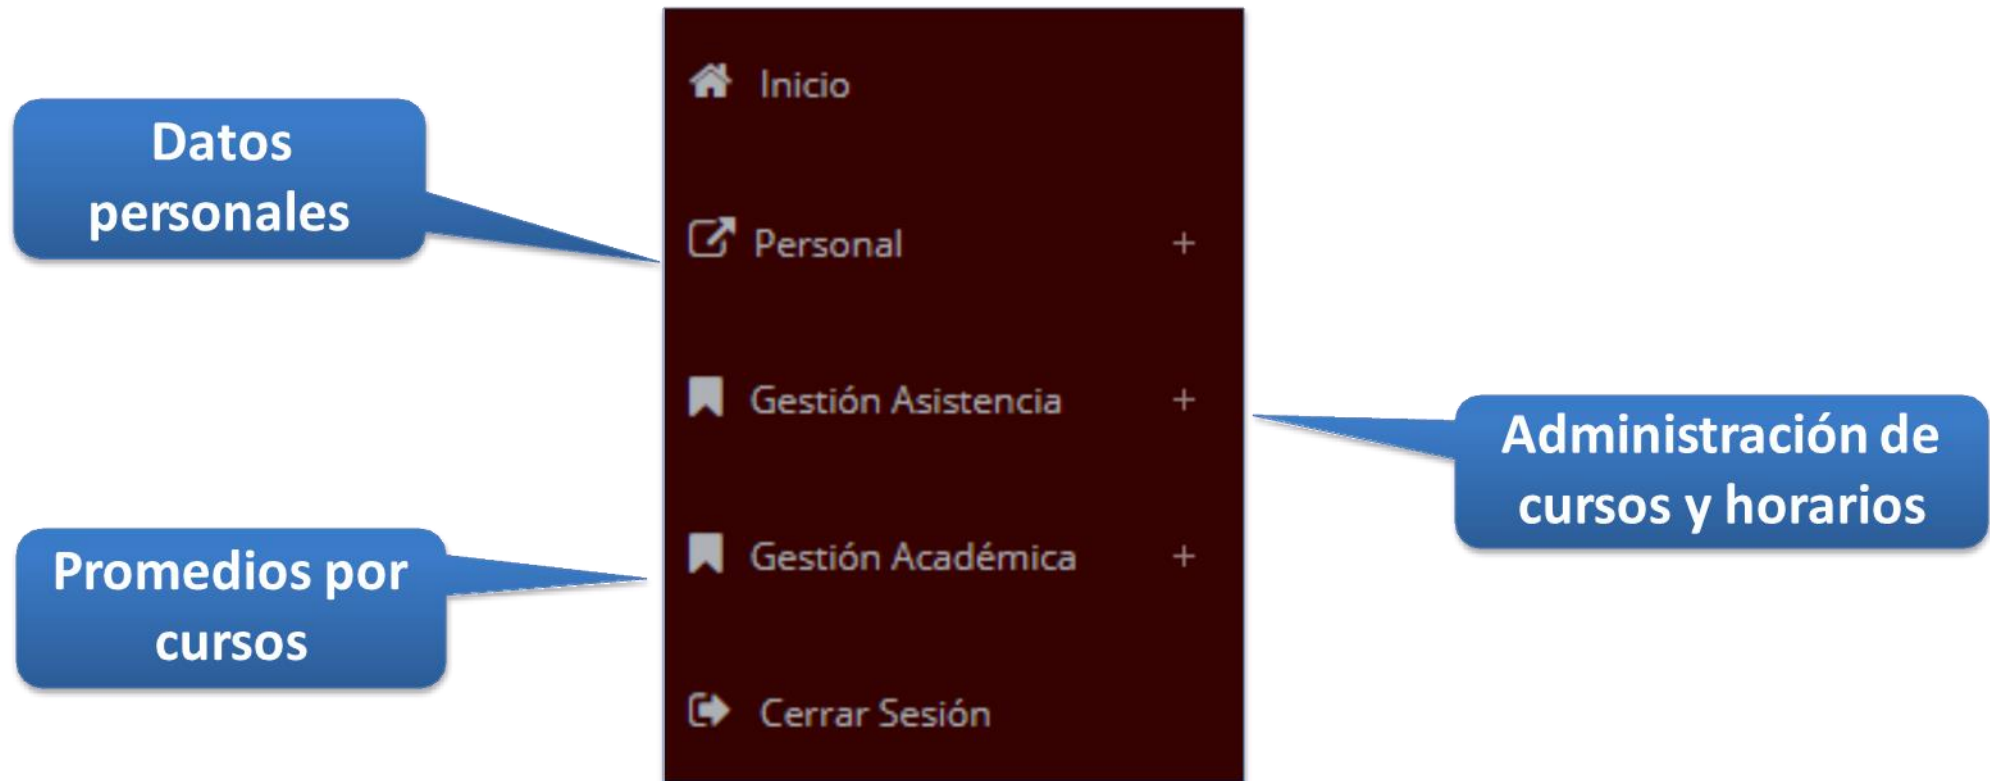 Inicio
Datos
personales
Personal +
Gestión Asistencia +
Administración de
cursos y horarios
Gestión Académica +
Promedios por
cursos
Cerrar Sesión